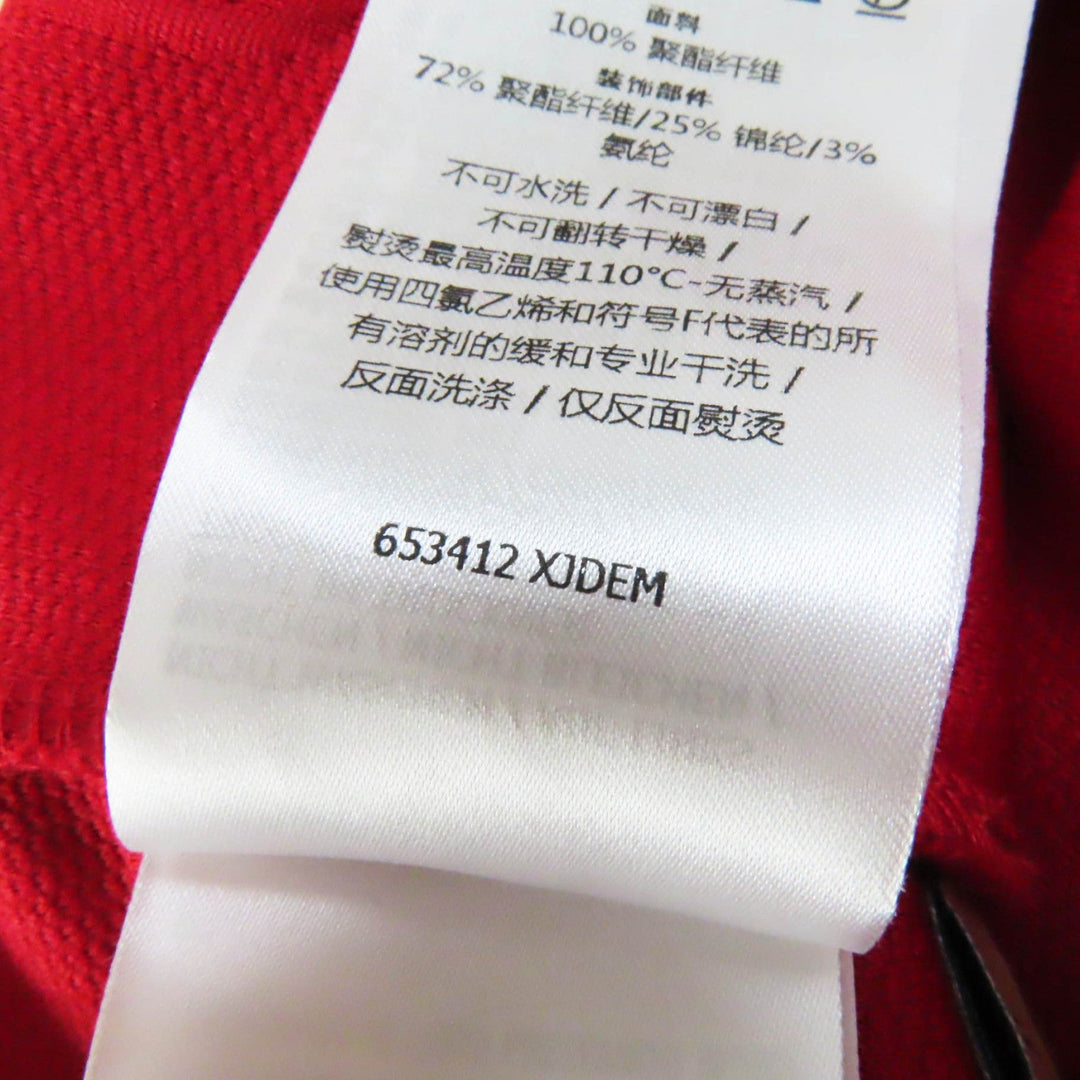 面料
100% 聚酯纤维
装饰部件
72% 聚酯纤维/25% 锦纶/3%
氨纶
不可水洗 / 不可漂白 /
不可翻转干燥 /
熨烫最高温度110°C-无蒸汽 /
使用四氯乙烯和符号F代表的所
有溶剂的缓和专业干洗 /
反面洗涤 / 仅反面熨烫
653412 XJDEM